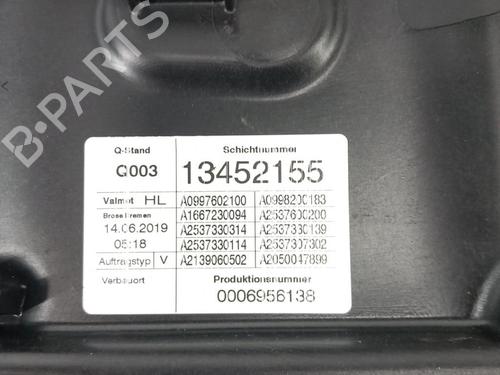 B-PARTS
Q-Stand Schichtnummer
Q003 13452155
Valmet HL A0997602100 A0998200183
Brose Bremen A1667230094 A2537600200
14.06.2019 A2537330314 A2537330139
05:18 A2537330114 A2537307302
Auftragstyp V A2139060502 A2050047899
Verbauort Produktionsnummer
0006956138